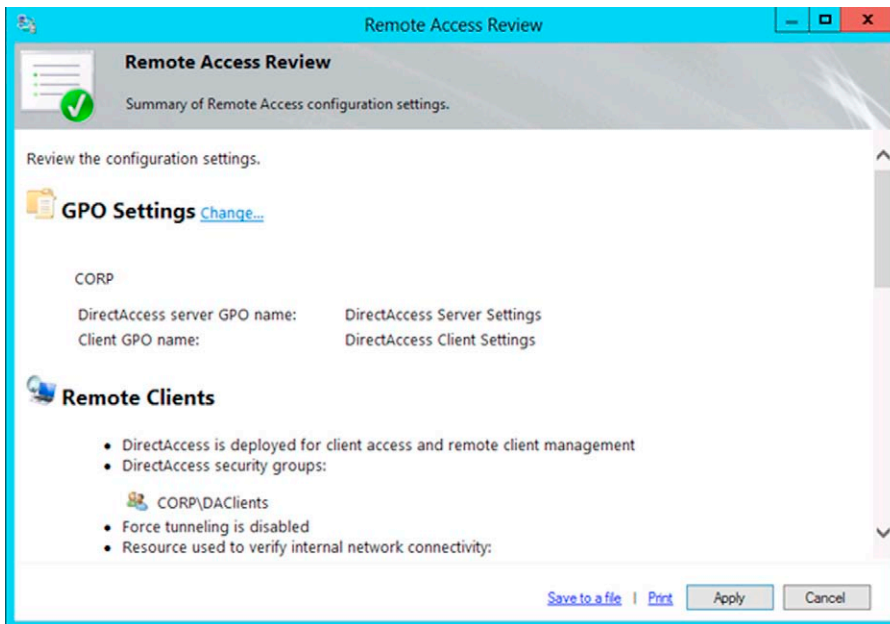 Remote Access Review
Remote Access Review
Summary of Remote Access configuration settings.
Review the configuration settings.
GPO Settings Change...
CORP
DirectAccess server GPO name: DirectAccess Server Settings
Client GPO name: DirectAccess Client Settings
Remote Clients
• DirectAccess is deployed for client access and remote client management
• DirectAccess security groups:
CORP\DAClients
• Force tunneling is disabled
• Resource used to verify internal network connectivity:
Save to a file | Print Apply Cancel